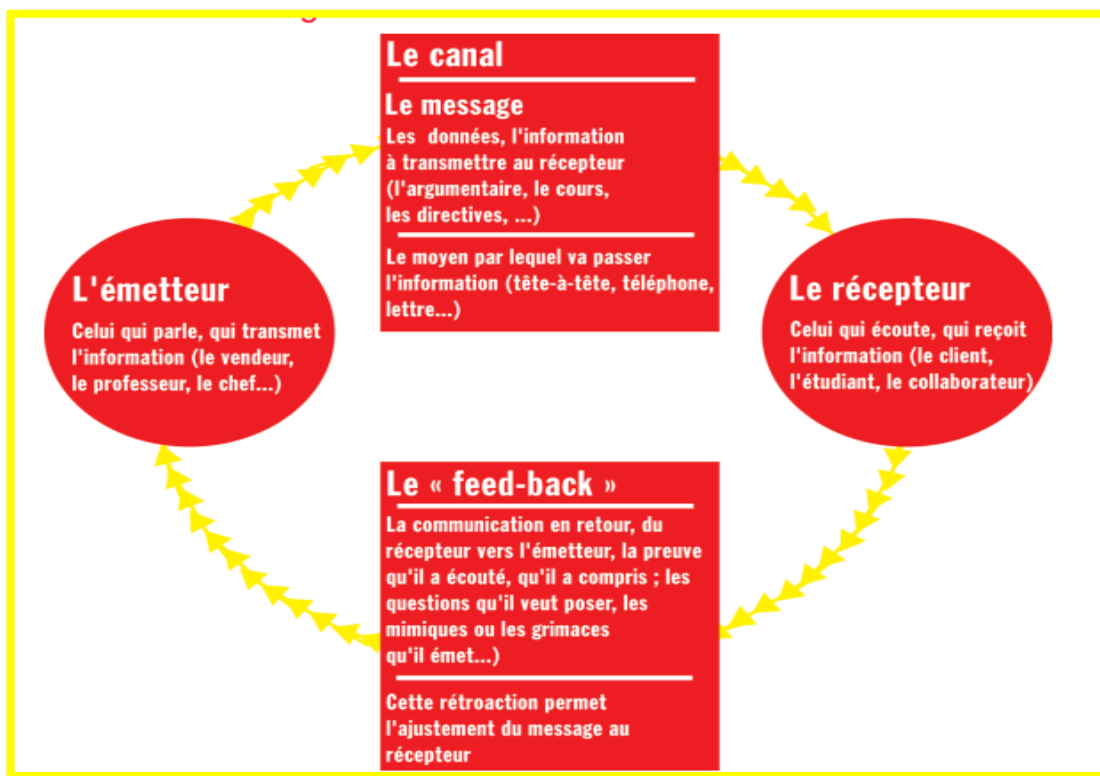 Le canal
Le message
Les données, l'information
à transmettre au récepteur
(l'argumentaire, le cours,
les directives, ...)
Le moyen par lequel va passer
l'information (tête-à-tête, téléphone,
lettre...)
L'émetteur
Celui qui parle, qui transmet
l'information (le vendeur,
le professeur, le chef...)
Le récepteur
Celui qui écoute, qui reçoit
l'information (le client,
l'étudiant, le collaborateur)
Le « feed-back »
La communication en retour, du
récepteur vers l'émetteur, la preuve
qu'il a écouté, qu'il a compris ; les
questions qu'il veut poser, les
mimiques ou les grimaces
qu'il émet...)
Cette rétroaction permet
l'ajustement du message au
récepteur